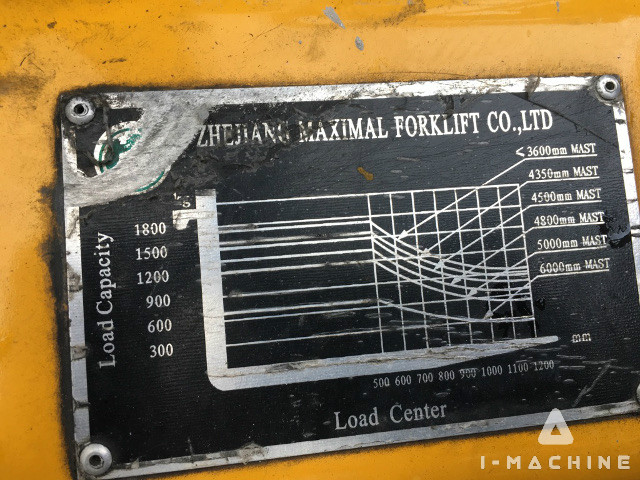 ZHEJIANG MAXIMAL FORKLIFT CO.,LTD
≤3600mm MAST
4350mm MAST
4500mm MAST
4800mm MAST
5000mm MAST
6000mm MAST
kg
1800
1500
1200
900
600
300
Load Capacity
mm
500 600 700 800 900 1000 1100 1200
Load Center
I-MACHINE